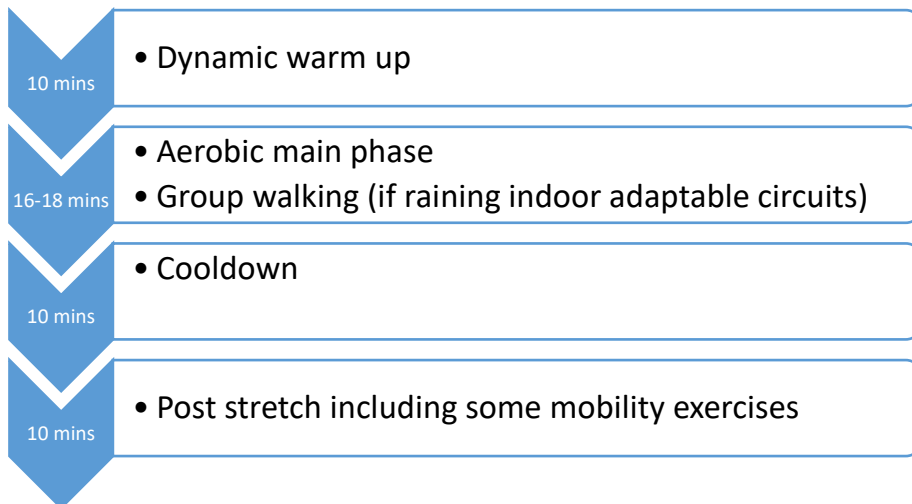 10 mins
• Dynamic warm up
16-18 mins
• Aerobic main phase
• Group walking (if raining indoor adaptable circuits)
10 mins
• Cooldown
10 mins
• Post stretch including some mobility exercises